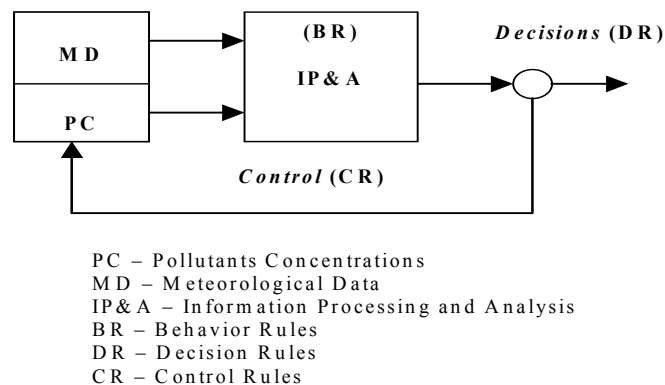 (BR)
Decisions (DR)
MD
IP&A
PC
Control (CR)
PC – Pollutants Concentrations
MD – Meteorological Data
IP&A – Information Processing and Analysis
BR – Behavior Rules
DR – Decision Rules
CR – Control Rules